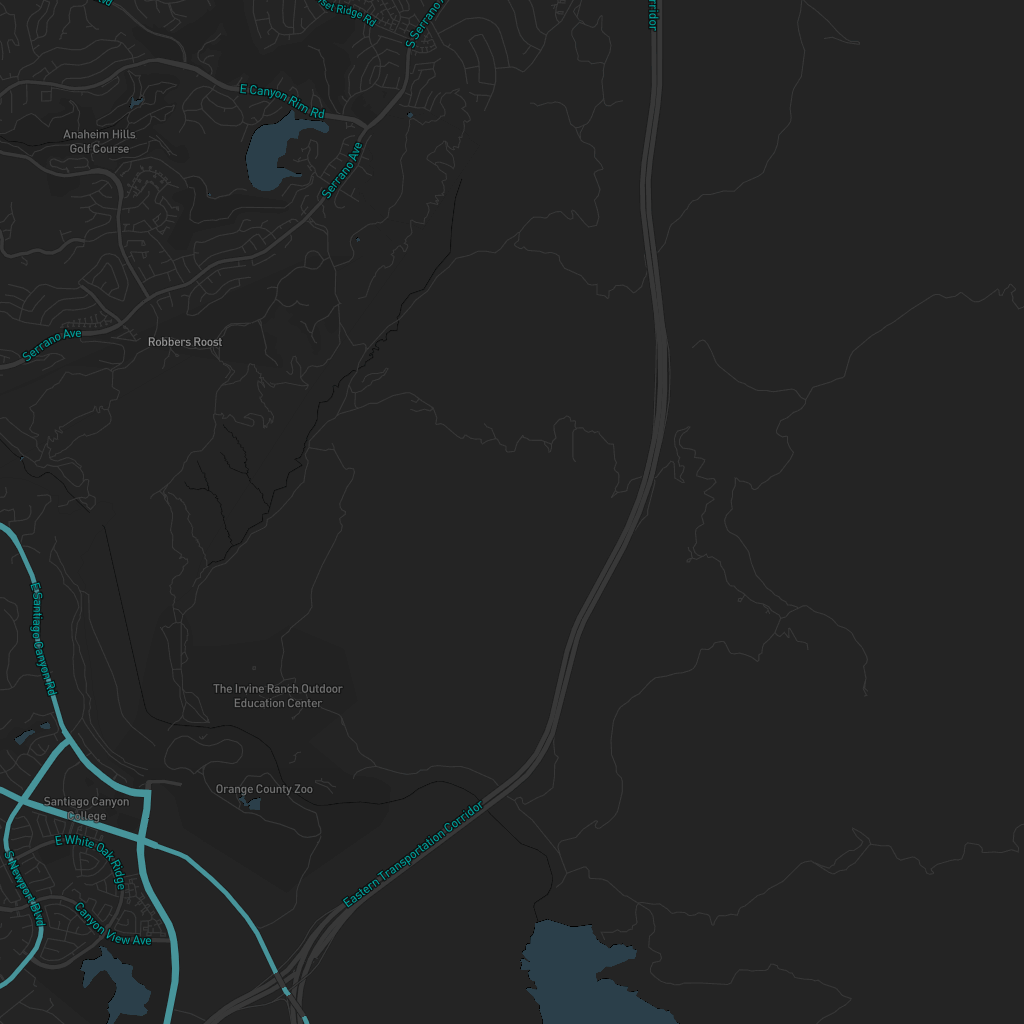 set Ridge Rd
S Serrano
rridor
E Canyon Rim Rd
Anaheim Hills
Golf Course
Serrano Ave
Serrano Ave
Robbers Roost
E Santiago Canyon Rd
The Irvine Ranch Outdoor
Education Center
Orange County Zoo
Santiago Canyon
College
E White Oak Ridge
Eastern Transportation Corridor
S Newport Blvd
Canyon View Ave